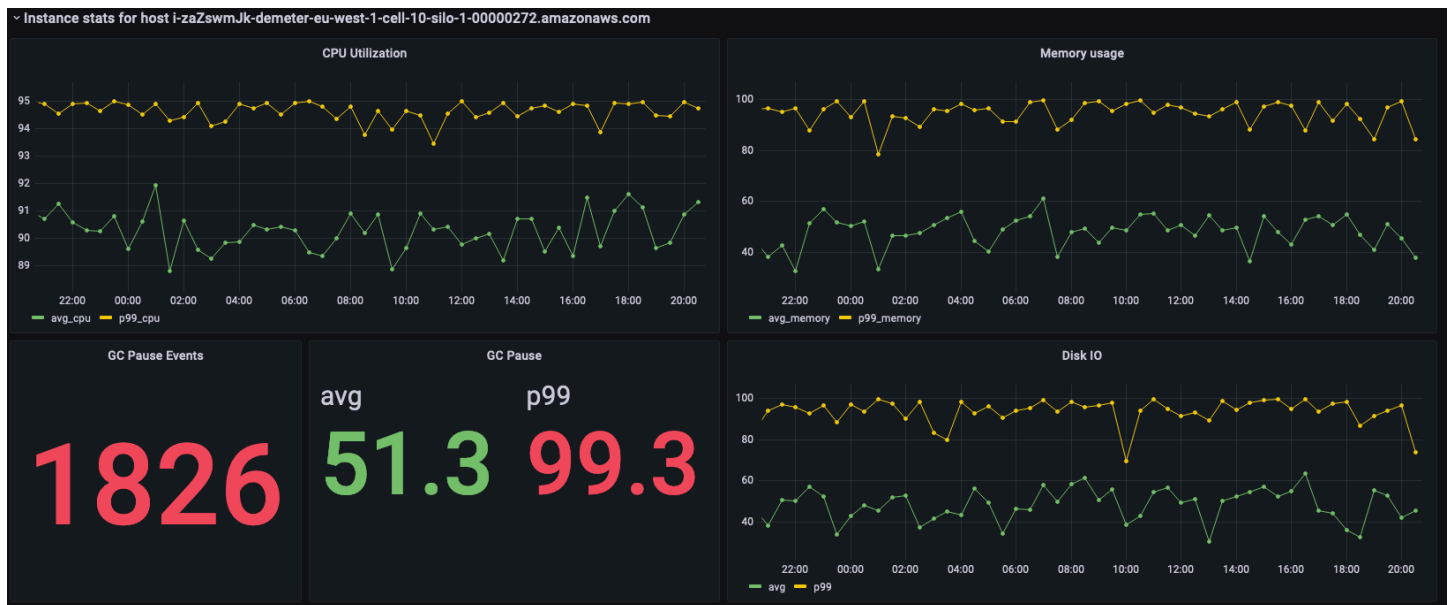 Instance stats for host i-zaZswmJk-demeter-eu-west-1-cell-10-silo-1-00000272.amazonaws.com
CPU Utilization
95
94
93
92
91
90
89
22:00 00:00 02:00 04:00 06:00 08:00 10:00 12:00 14:00 16:00 18:00 20:00
avg_cpu p99_cpu
Memory usage
100
80
60
40
22:00 00:00 02:00 04:00 06:00 08:00 10:00 12:00 14:00 16:00 18:00 20:00
avg_memory p99_memory
GC Pause Events
1826
GC Pause
avg p99
51.3 99.3
Disk IO
100
80
60
40
22:00 00:00 02:00 04:00 06:00 08:00 10:00 12:00 14:00 16:00 18:00 20:00
avg p99